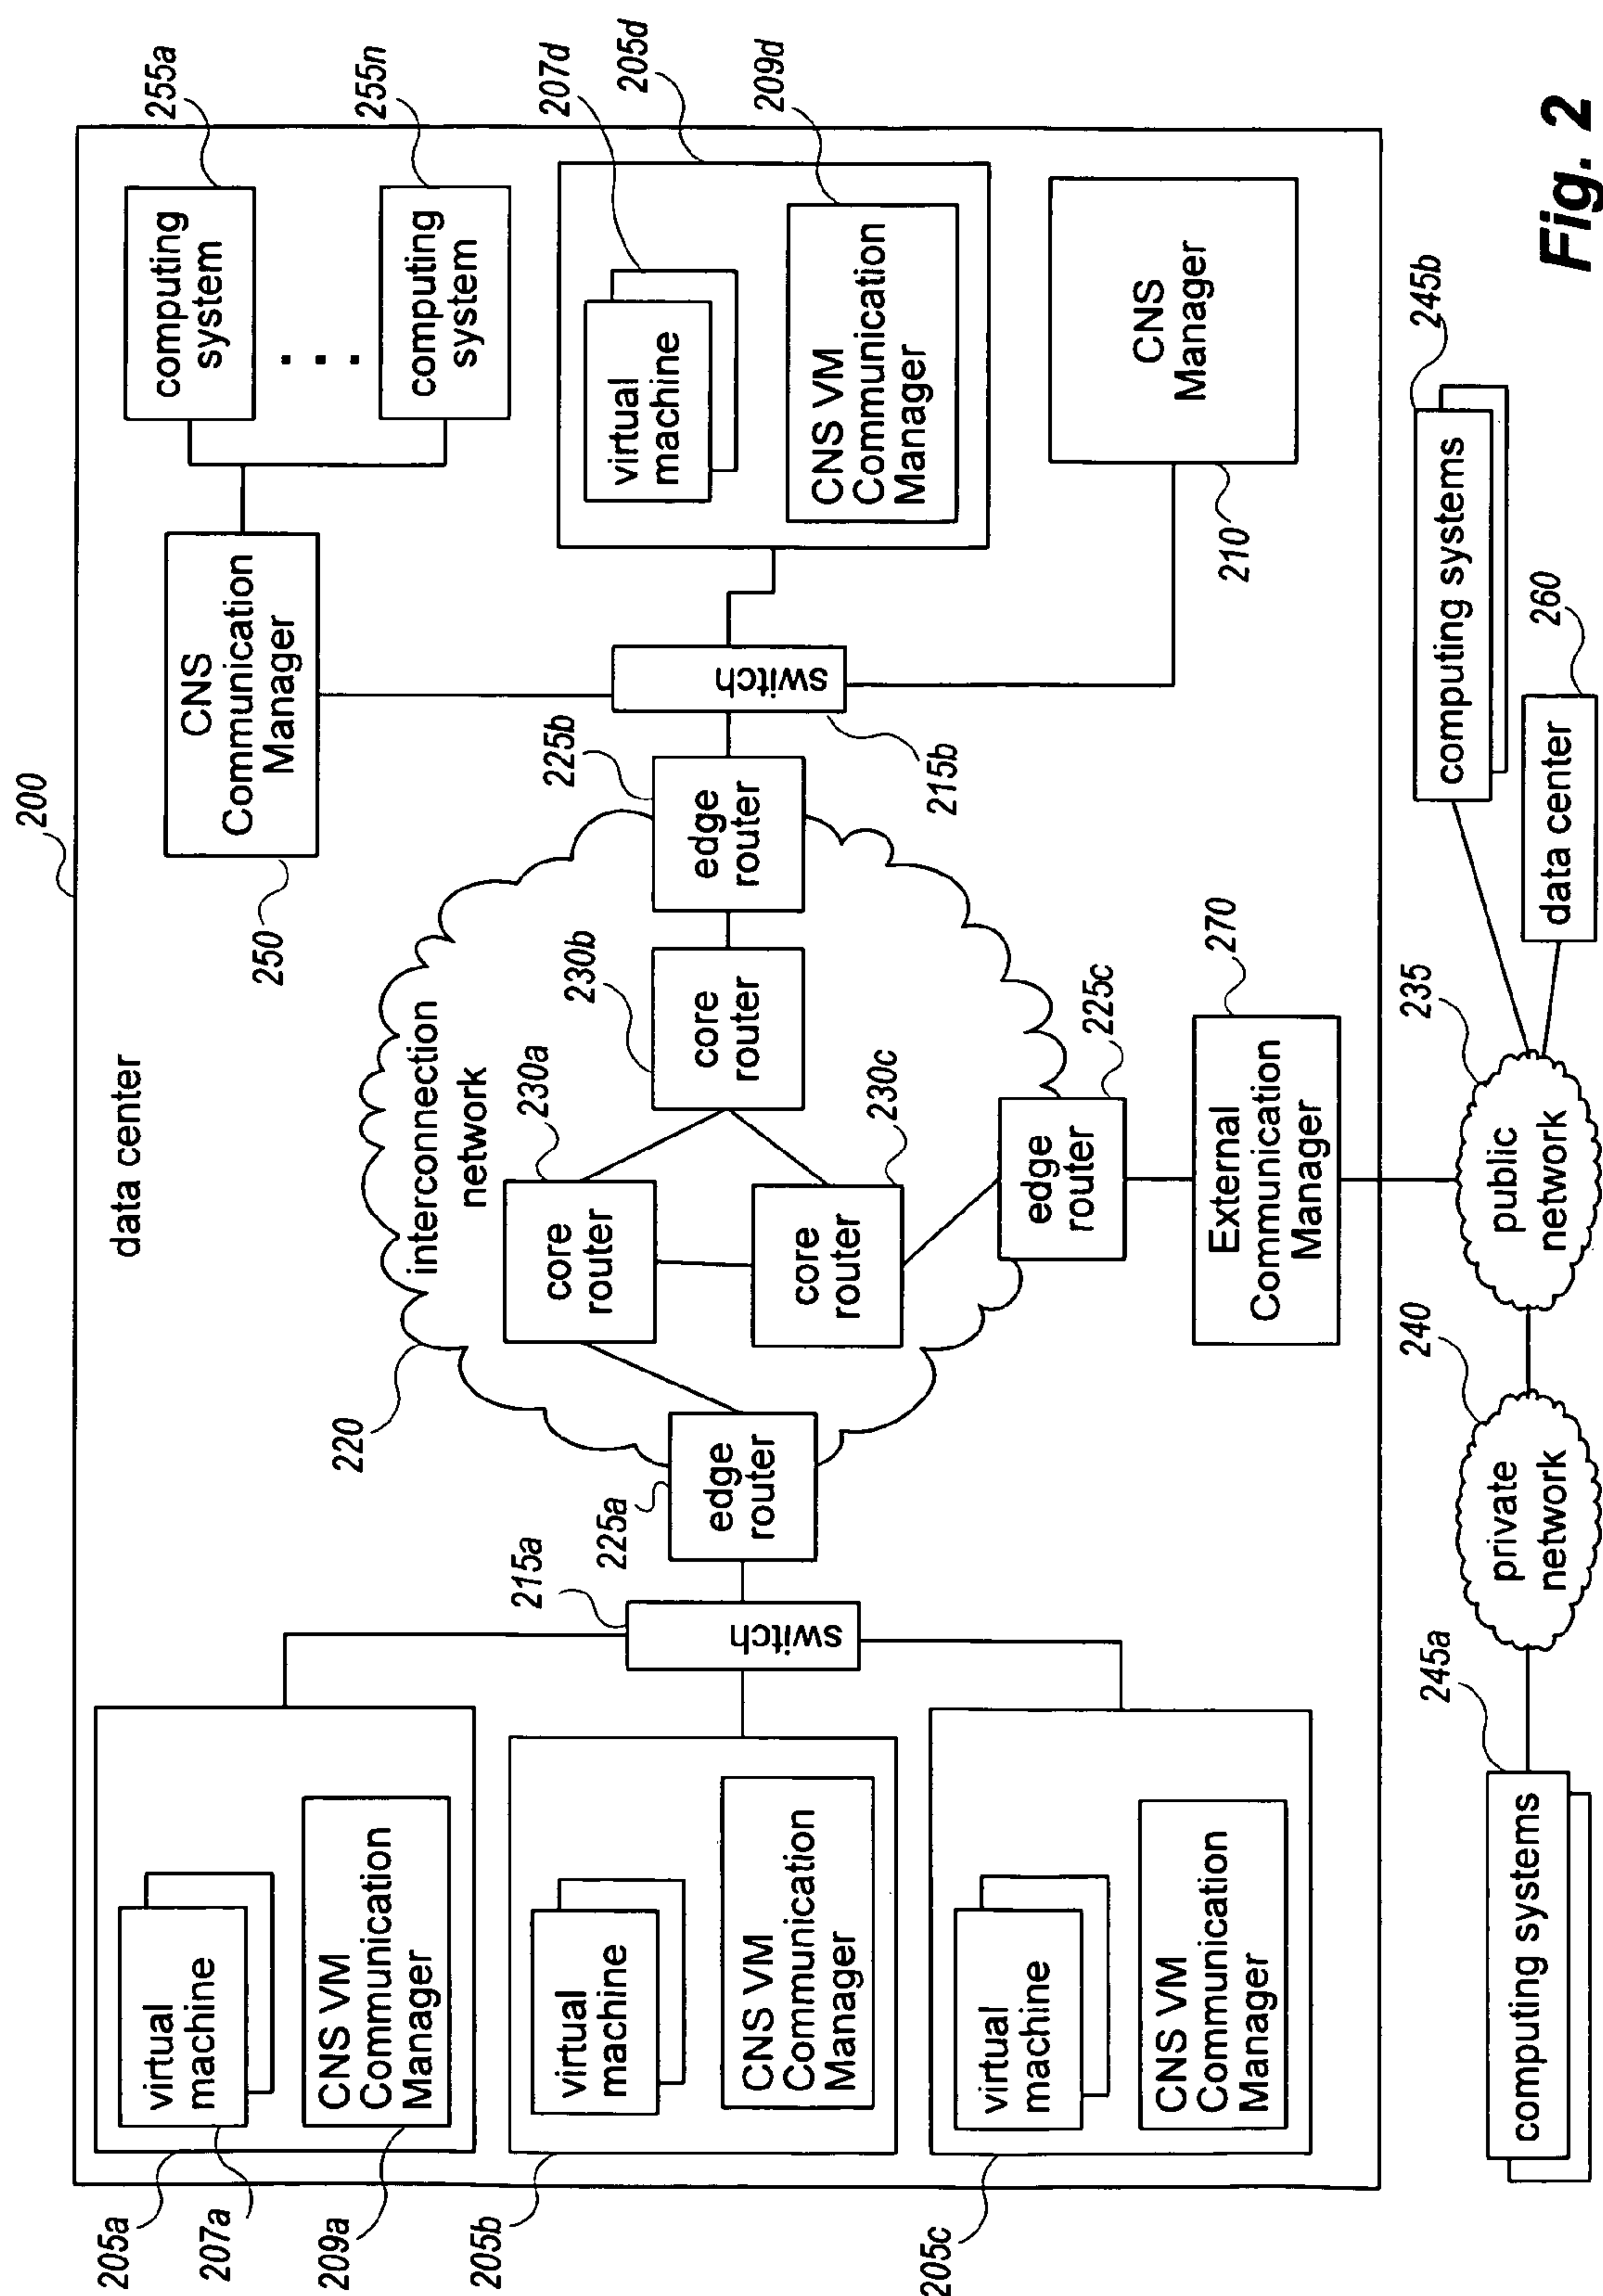 200
data center
205a
207a
209a
virtual
machine
CNS VM
Communication
Manager
205b
virtual
machine
CNS VM
Communication
Manager
205c
virtual
machine
CNS VM
Communication
Manager
215a
switch
225a
edge
router
220
interconnection
network
230a
core
router
230b
core
router
230c
core
router
225b
edge
router
225c
edge
router
215b
switch
250
CNS
Communication
Manager
255a
computing
system
. . .
255n
computing
system
207d
205d
209d
virtual
machine
CNS VM
Communication
Manager
210
CNS
Manager
270
External
Communication
Manager
245a
computing systems
240
private
network
235
public
network
245b
computing systems
260
data center
Fig. 2